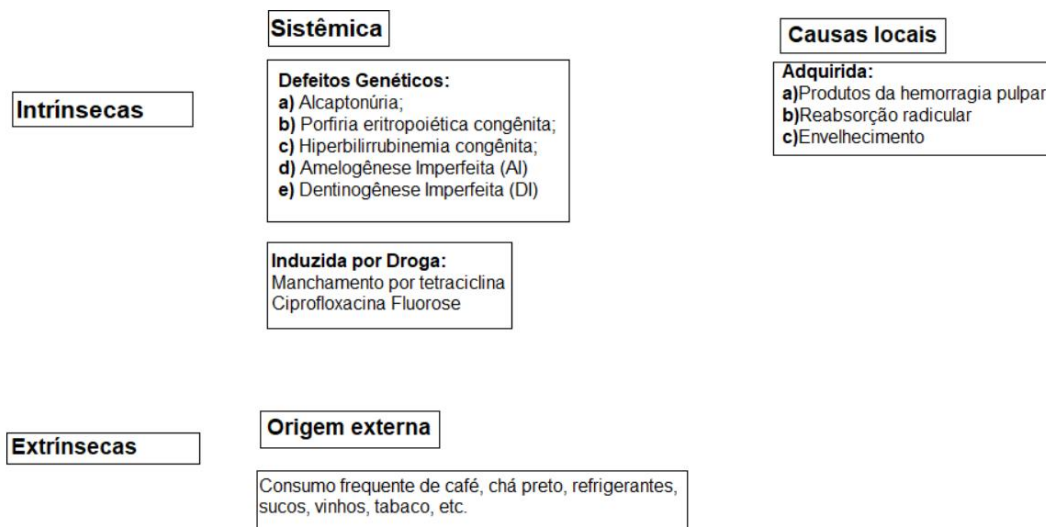 Sistêmica
Causas locais
Intrínsecas
Defeitos Genéticos:
a) Alcaptonúria;
b) Porfiria eritropoiética congênita;
c) Hiperbilirrubinemia congênita;
d) Amelogênese Imperfeita (AI)
e) Dentinogênese Imperfeita (DI)
Adquirida:
a)Produtos da hemorragia pulpar
b)Reabsorção radicular
c)Envelhecimento
Induzida por Droga:
Manchamento por tetraciclina
Ciprofloxacina Fluorose
Extrínsecas
Origem externa
Consumo frequente de café, chá preto, refrigerantes,
sucos, vinhos, tabaco, etc.